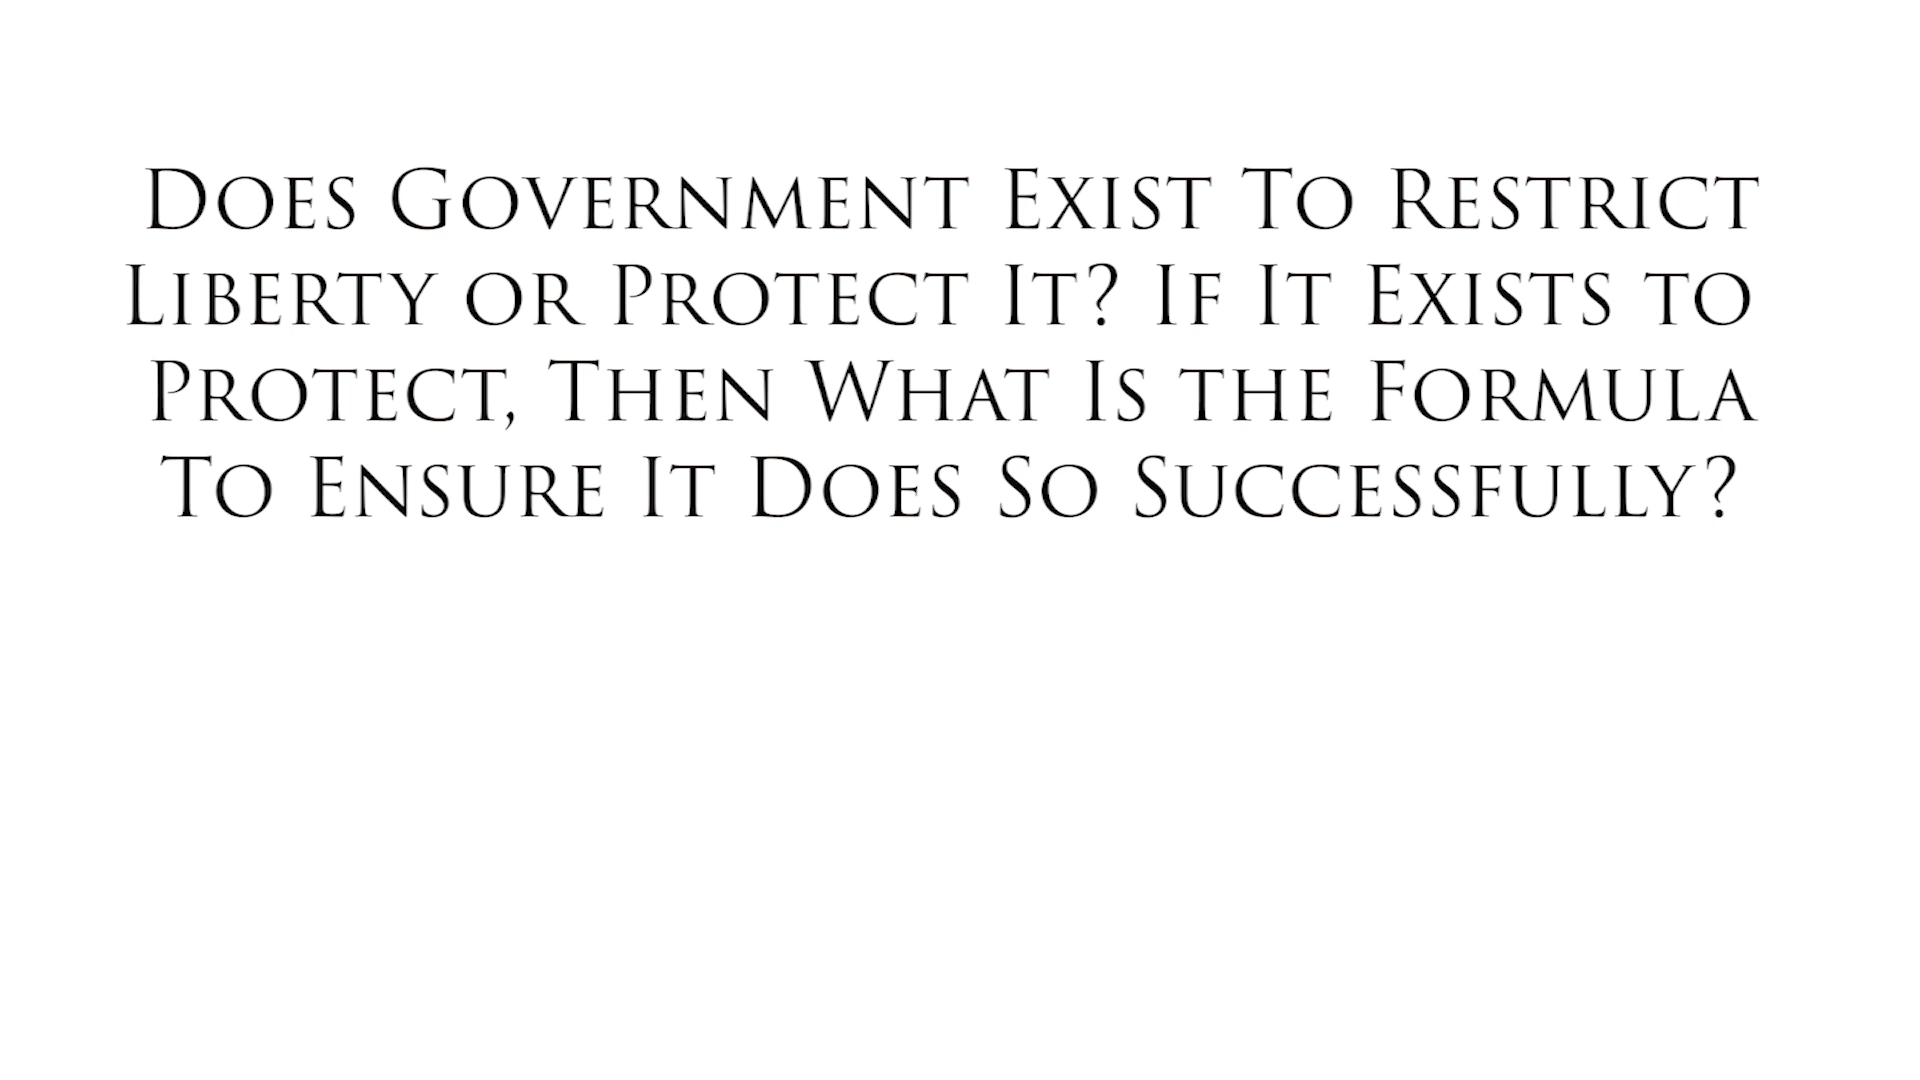 Does Government Exist To Restrict
Liberty or Protect It? If It Exists to
Protect, Then What Is the Formula
To Ensure It Does So Successfully?